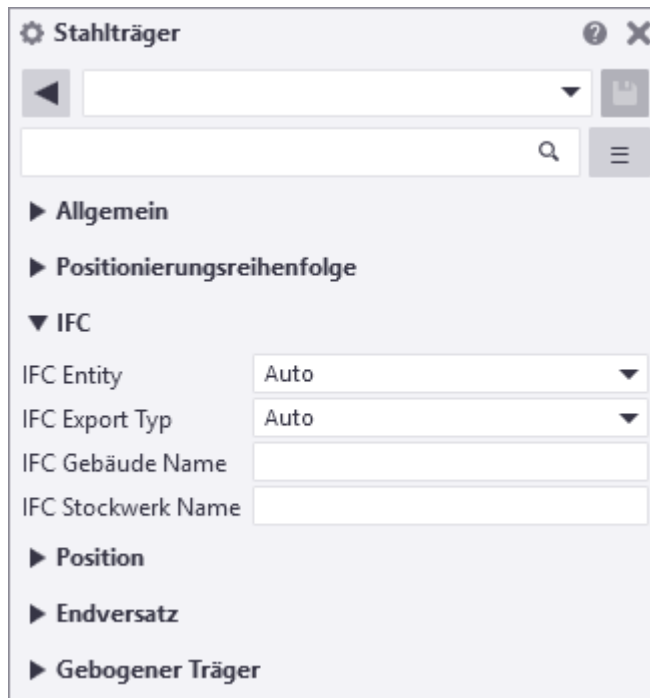 Stahlträger
Allgemein
Positionierungsreihenfolge
IFC
IFC Entity Auto
IFC Export Typ Auto
IFC Gebäude Name
IFC Stockwerk Name
Position
Endversatz
Gebogener Träger